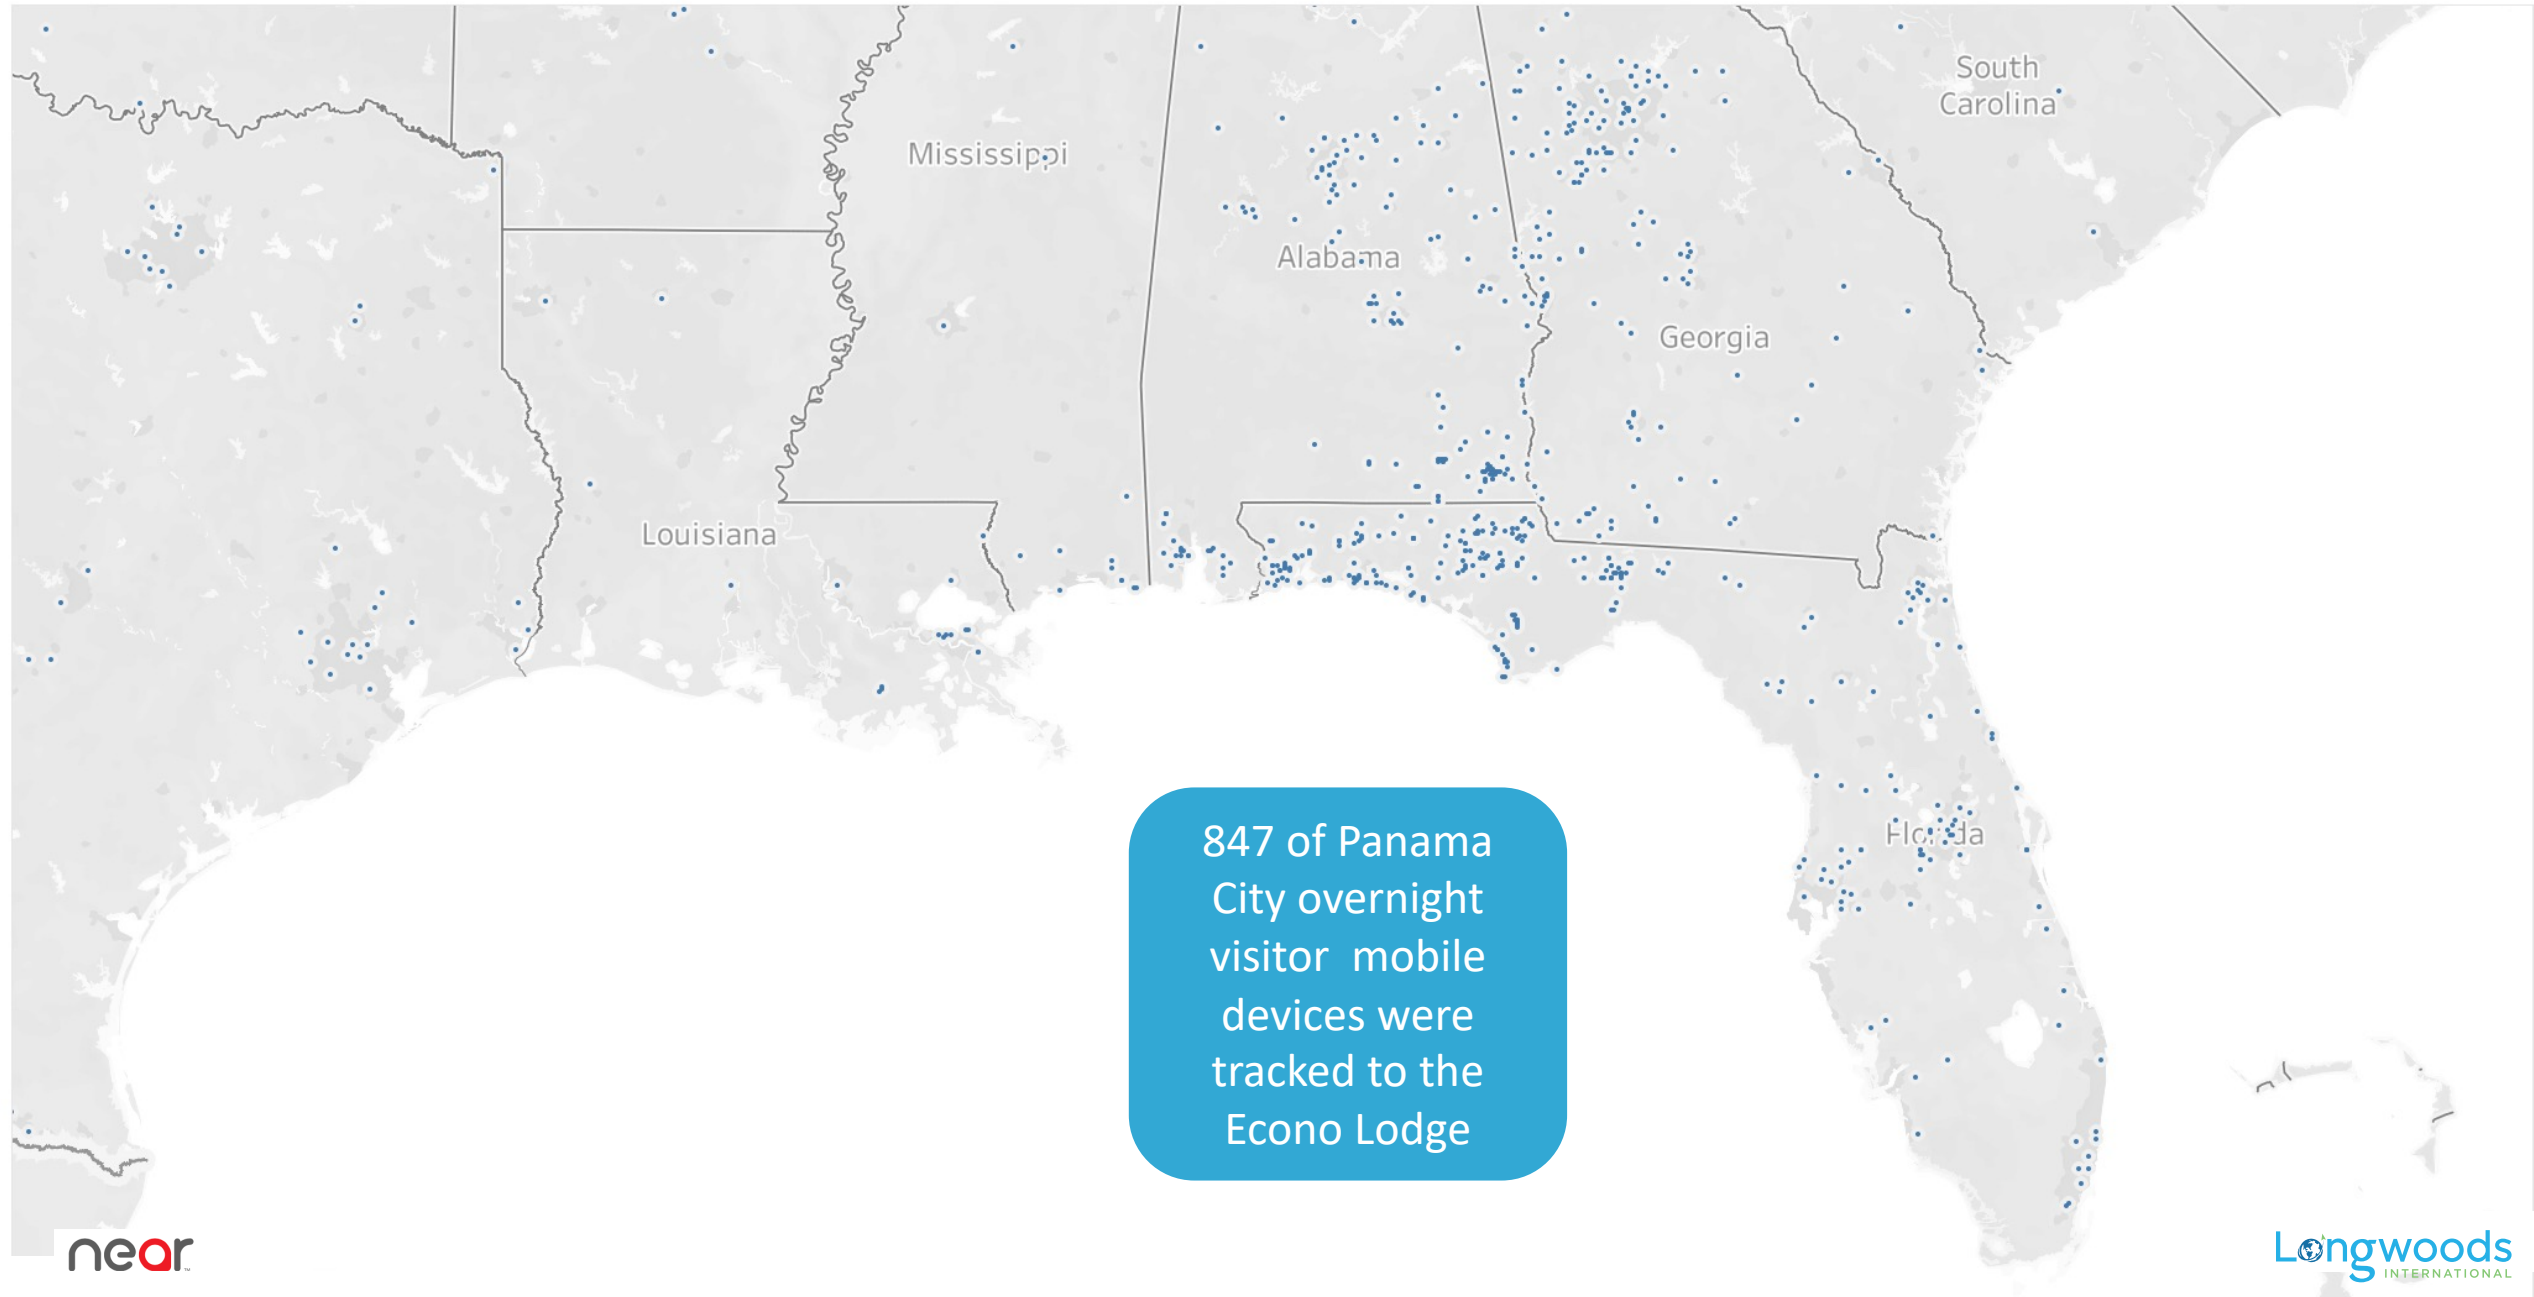 South
Carolina
Mississippi
Alabama
Georgia
Louisiana
Florida
847 of Panama
City overnight
visitor  mobile
devices were
tracked to the
Econo Lodge
near
Longwoods
INTERNATIONAL